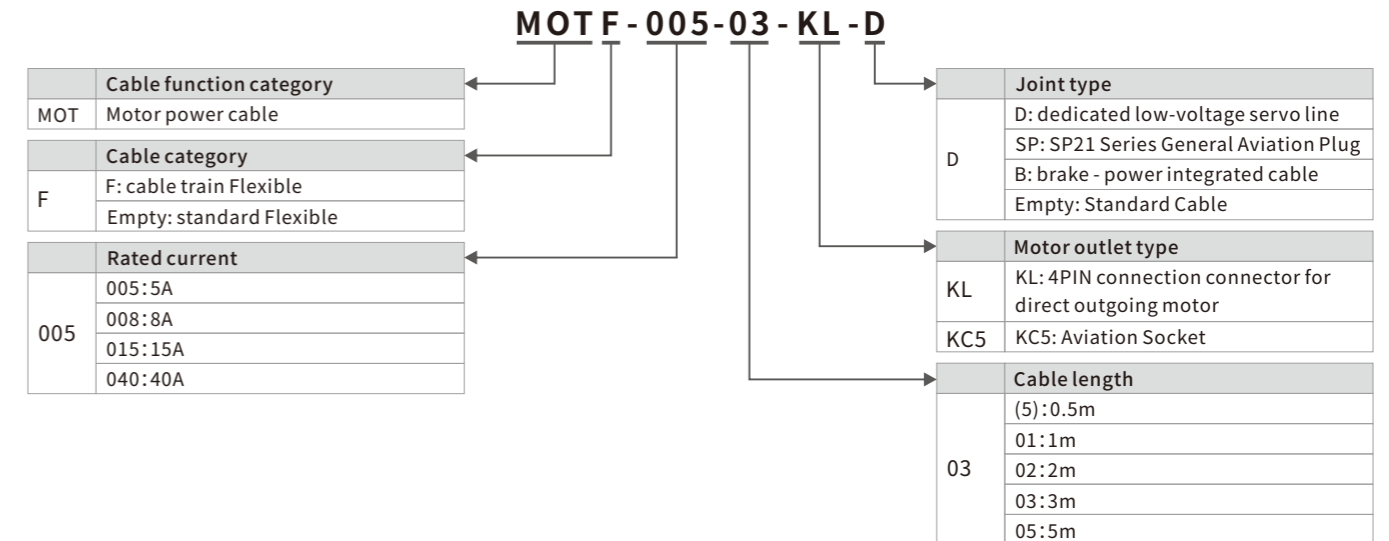 MOTF-005-03-KL-D
Cable function category
MOT Motor power cable
Cable category
F
F: cable train Flexible
Empty: standard Flexible
Rated current
005
005:5A
008:8A
015:15A
040:40A
Joint type
D
D: dedicated low-voltage servo line
SP: SP21 Series General Aviation Plug
B: brake - power integrated cable
Empty: Standard Cable
Motor outlet type
KL
KL: 4PIN connection connector for
direct outgoing motor
KC5 KC5: Aviation Socket
Cable length
03
(5):0.5m
01:1m
02:2m
03:3m
05:5m